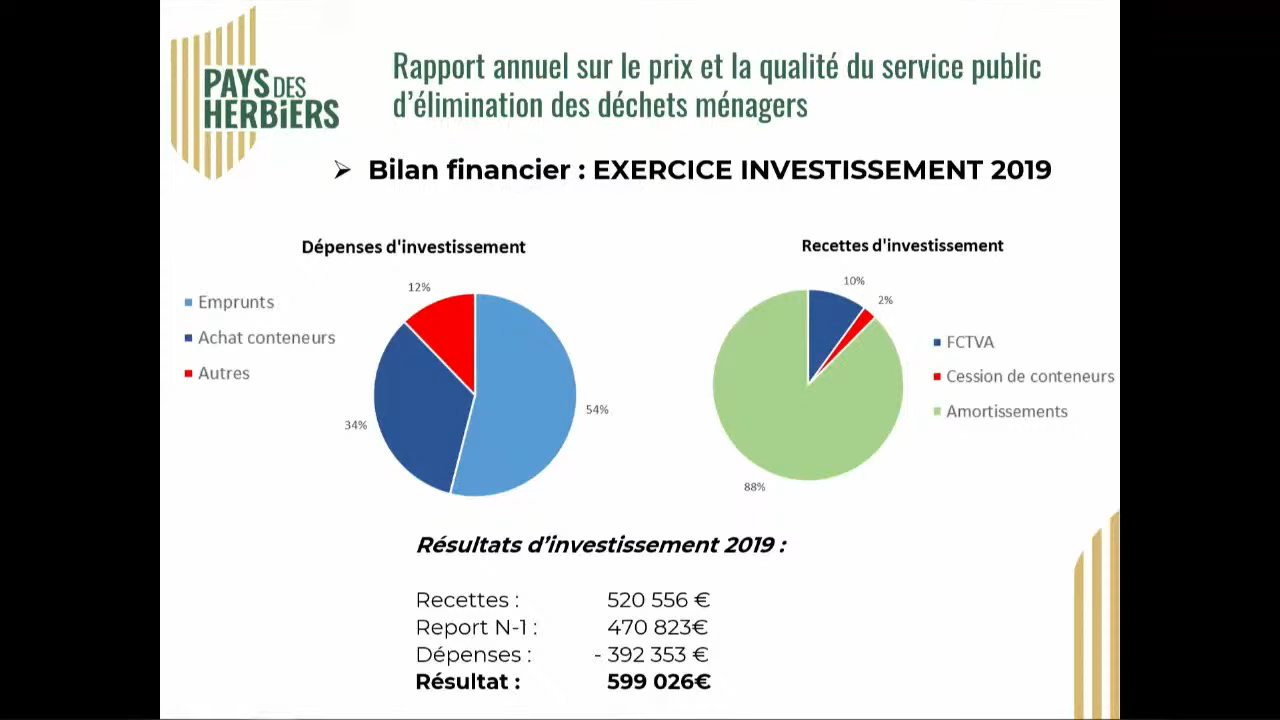 PAYS DES
HERBiERS
Rapport annuel sur le prix et la qualité du service public
d’élimination des déchets ménagers
➢ Bilan financier : EXERCICE INVESTISSEMENT 2019
Dépenses d'investissement
Emprunts
Achat conteneurs
Autres
12%
34%
54%
Recettes d'investissement
10%
2%
88%
FCTVA
Cession de conteneurs
Amortissements
Résultats d’investissement 2019 :
Recettes : 520 556 €
Report N-1 : 470 823€
Dépenses : - 392 353 €
Résultat : 599 026€